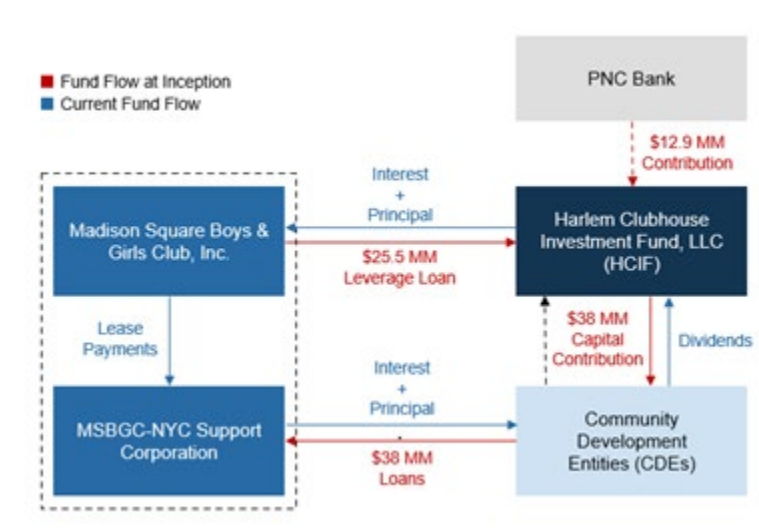 Fund Flow at Inception
Current Fund Flow
PNC Bank
$12.9 MM
Contribution
Interest
+
Principal
Madison Square Boys &
Girls Club, Inc.
Harlem Clubhouse
Investment Fund, LLC
(HCIF)
$25.5 MM
Leverage Loan
Lease
Payments
$38 MM
Capital
Contribution
Dividends
Interest
+
Principal
MSBGC-NYC Support
Corporation
Community
Development
Entities (CDEs)
$38 MM
Loans